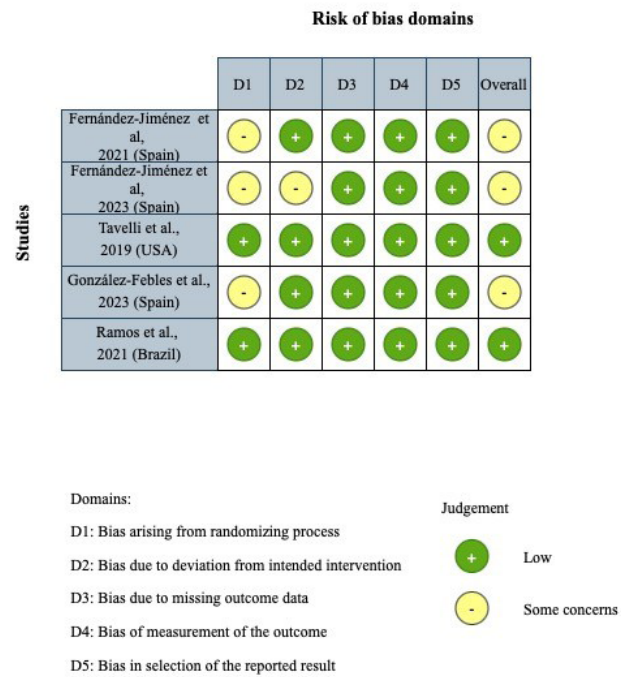 Risk of bias domains
D1 D2 D3 D4 D5 Overall
Studies
Fernández-Jiménez et
al,
2021 (Spain)
- + + + + -
Fernández-Jiménez et
al,
2023 (Spain)
- - + + + -
Tavelli et al.,
2019 (USA)
+ + + + + +
González-Febles et al.,
2023 (Spain)
- + + + + -
Ramos et al.,
2021 (Brazil)
+ + + + + +
Domains:
D1: Bias arising from randomizing process
D2: Bias due to deviation from intended intervention
D3: Bias due to missing outcome data
D4: Bias of measurement of the outcome
D5: Bias in selection of the reported result
Judgement
+ Low
- Some concerns